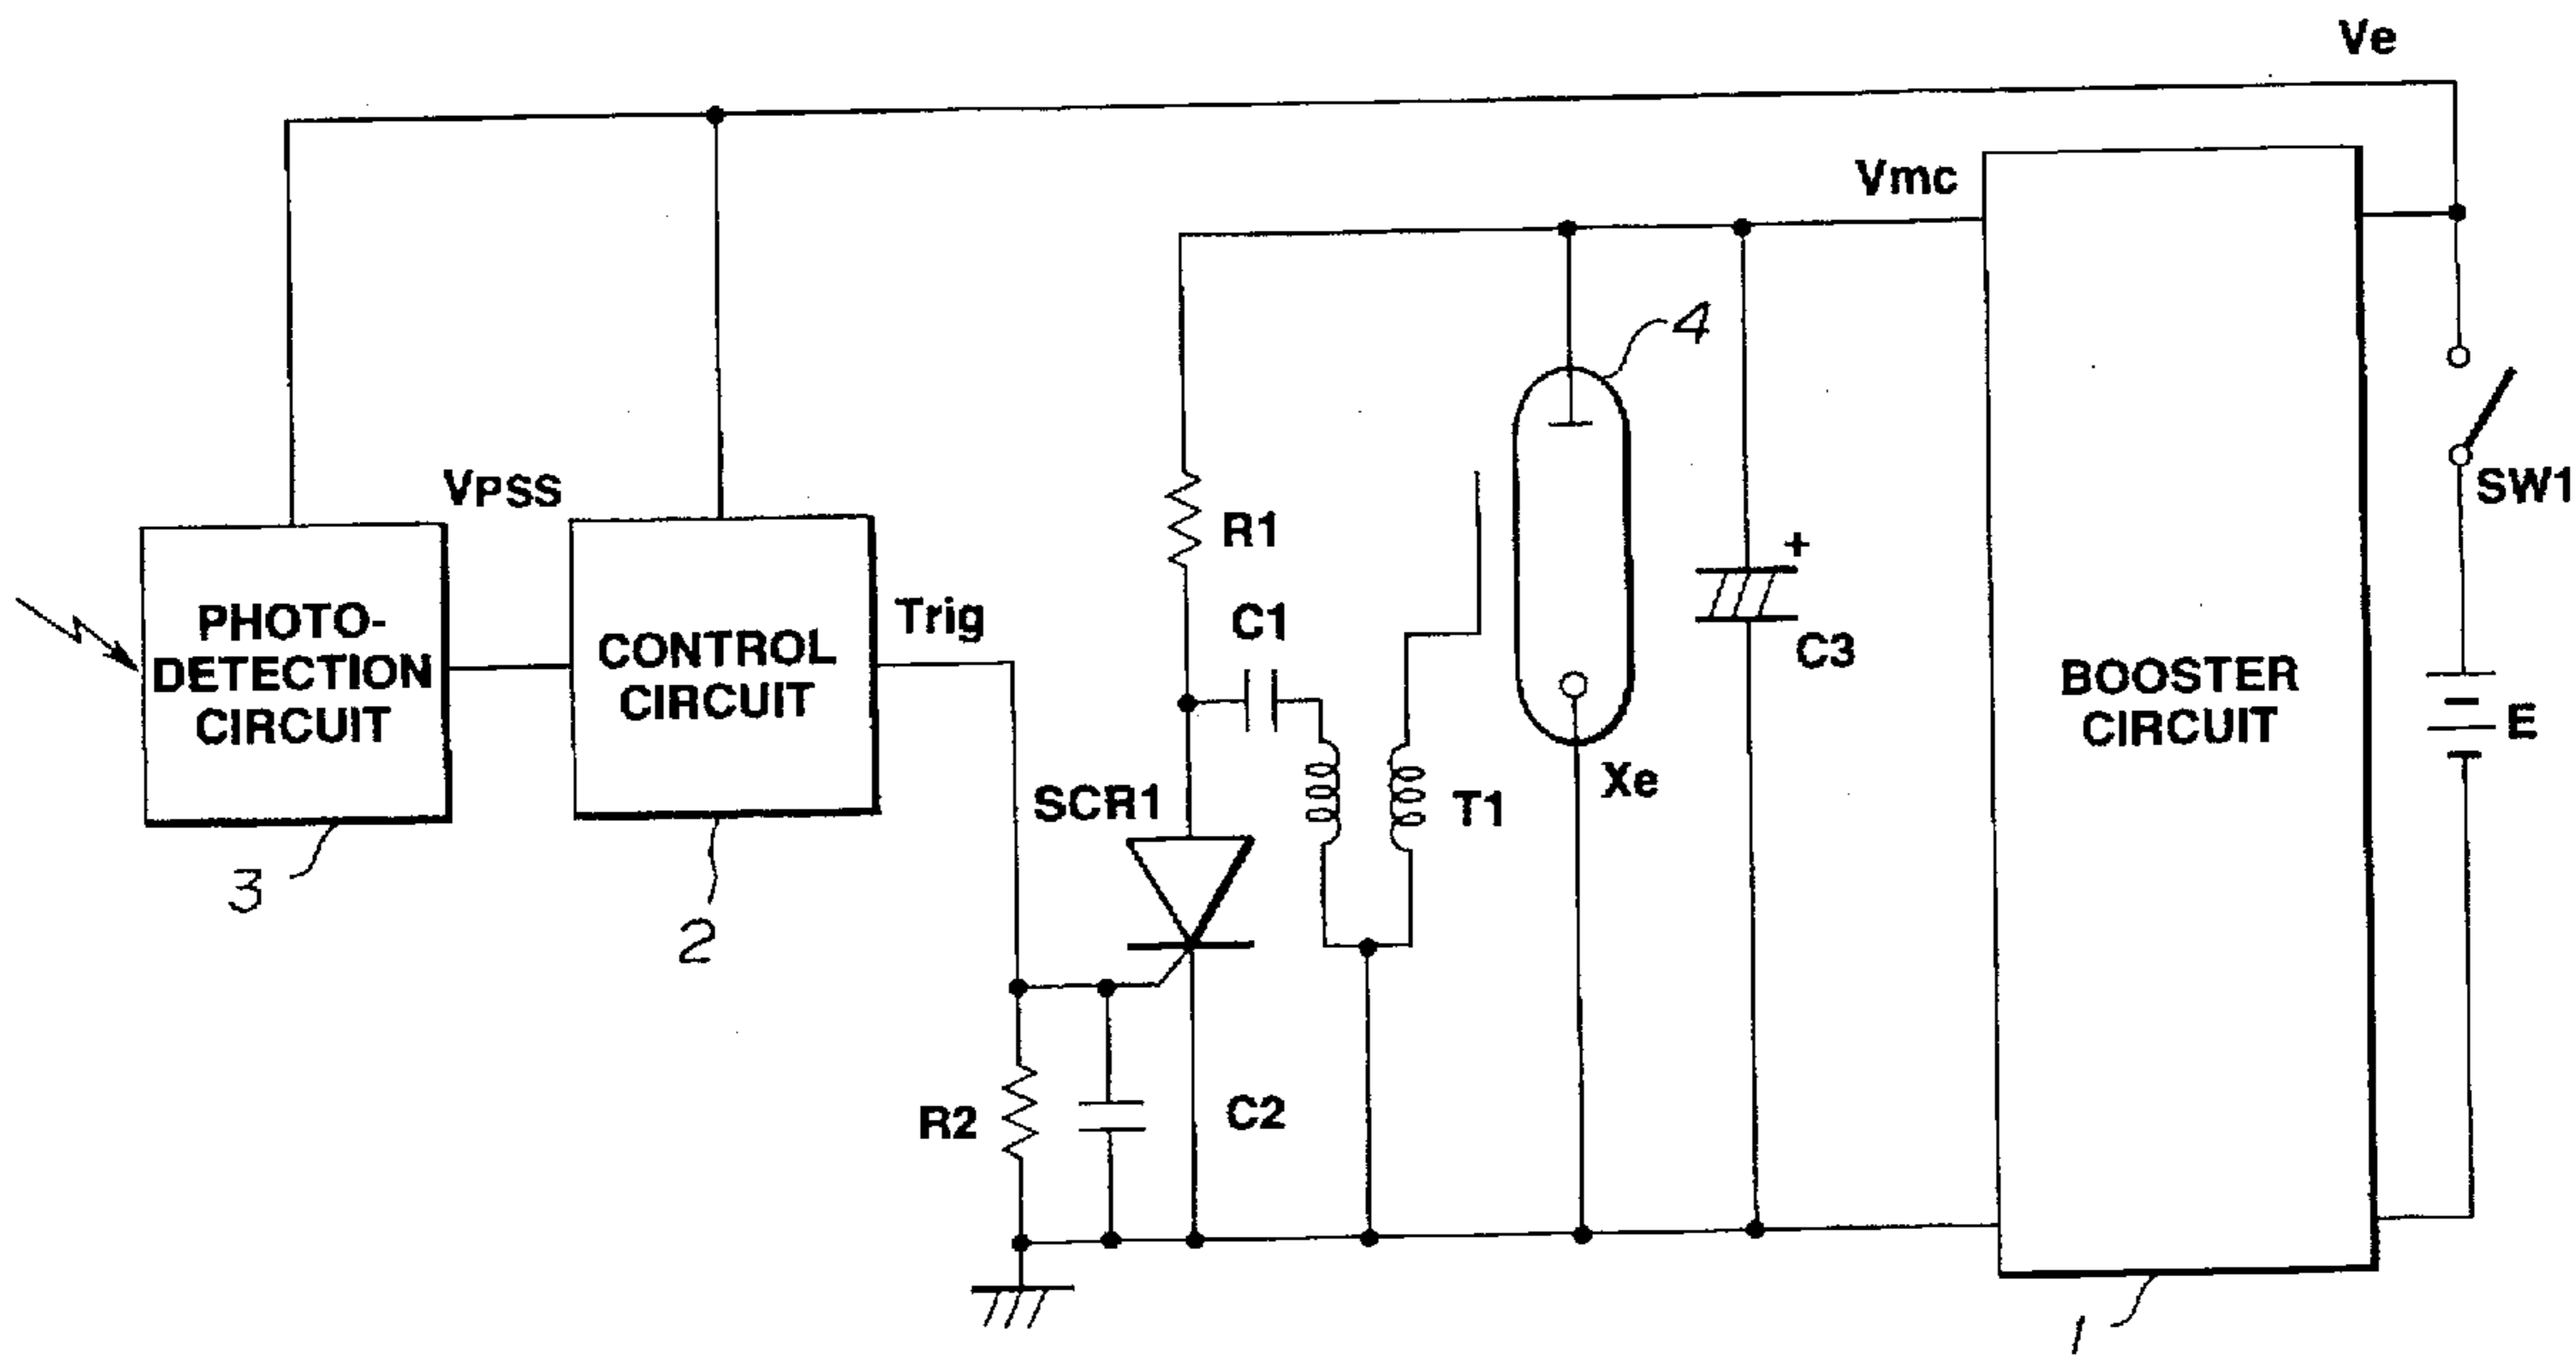 Ve
Vmc
4
VPSS
SW1
R1
+
PHOTO-
DETECTION
CIRCUIT
CONTROL
CIRCUIT
Trig
C1
C3
BOOSTER
CIRCUIT
E
SCR1
T1
Xe
3
2
R2
C2
1